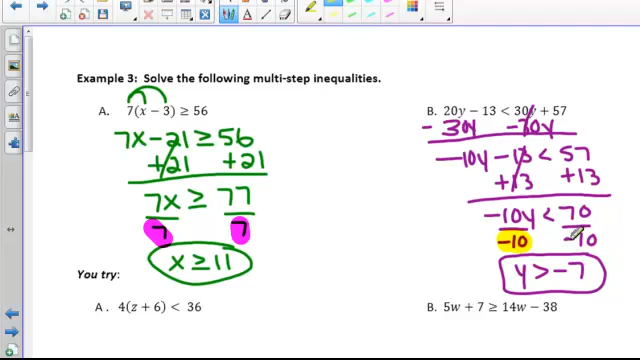 Example 3: Solve the following multi-step inequalities.
A. 7(x − 3) ≥ 56
7x − 21 ≥ 56
+21 +21
7x ≥ 77
7 7
x ≥ 11
B. 20y − 13 < 30y + 57
− 30y − 30y
−10y − 13 < 57
+13 +13
−10y < 70
−10 −10
y > −7
You try:
A. 4(z + 6) < 36
B. 5w + 7 ≥ 14w − 38